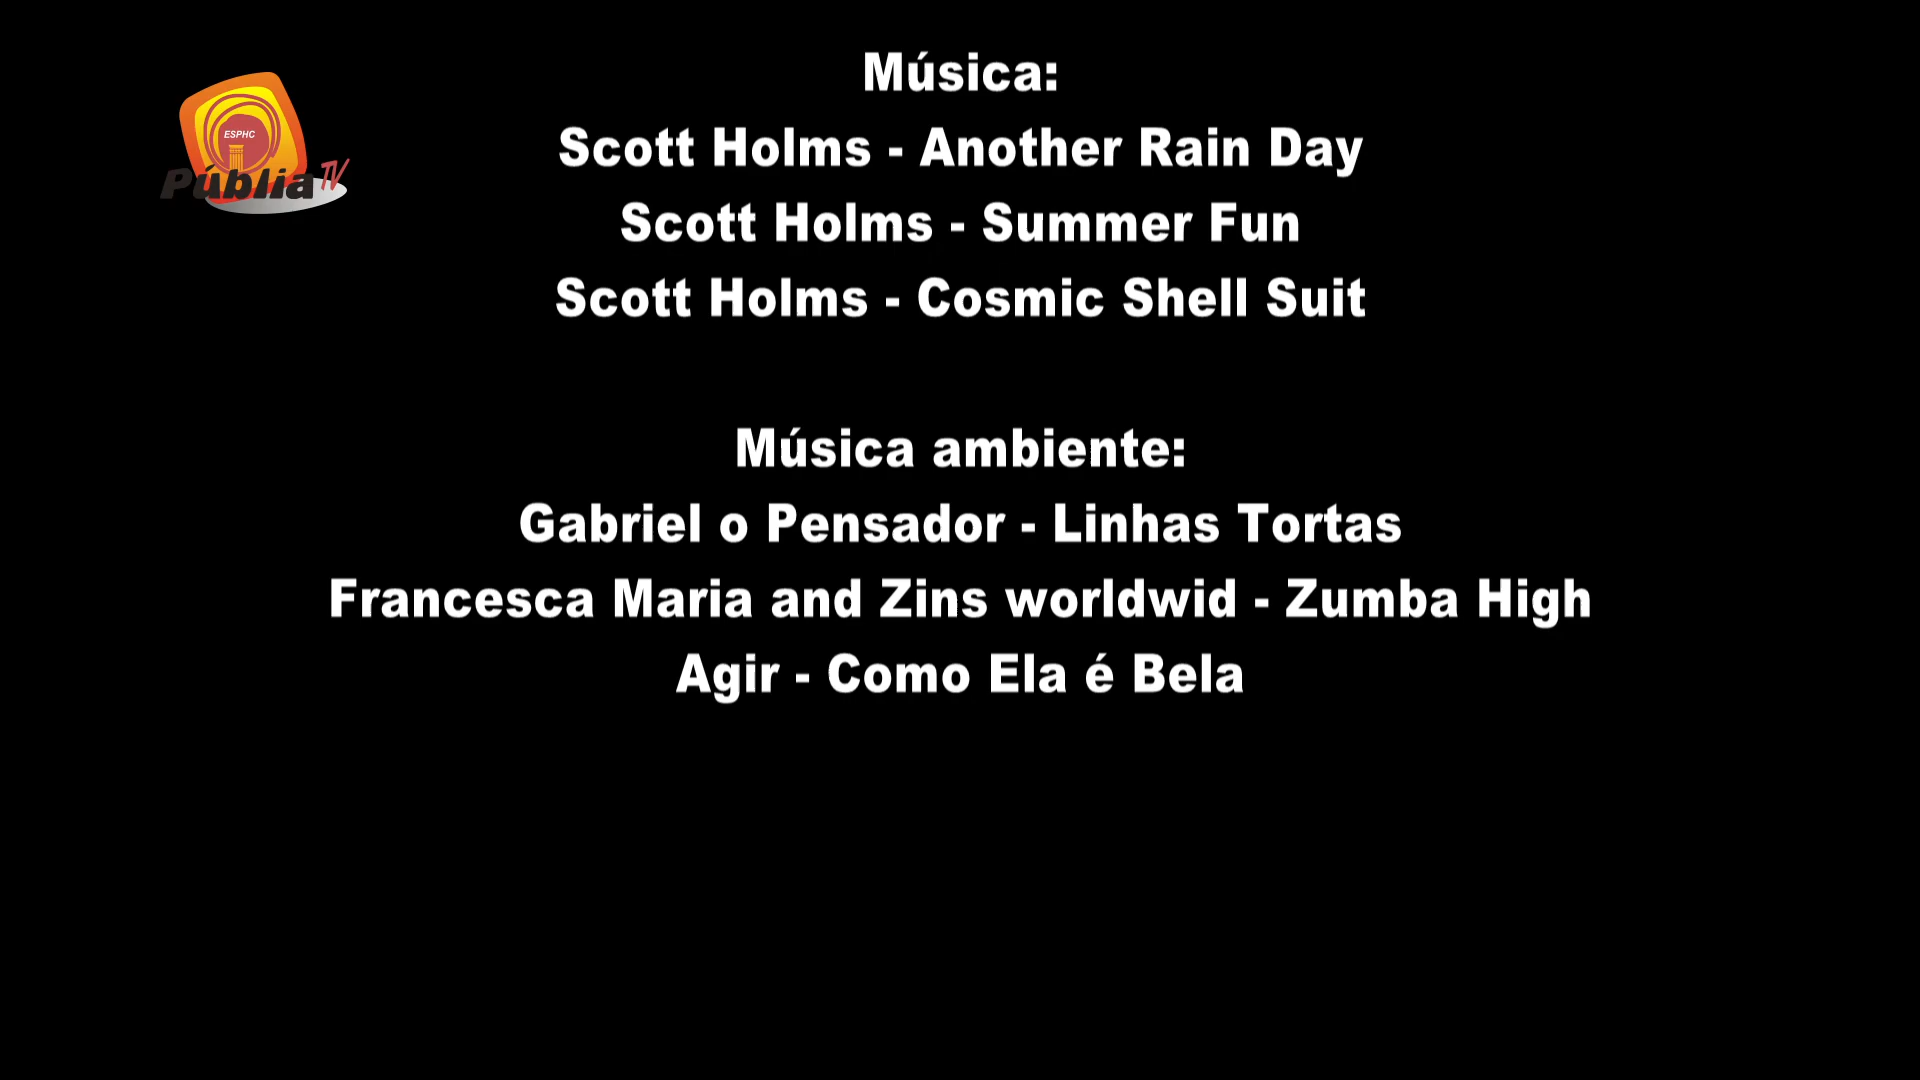 Música:
ESPHC
Públia TV
Scott Holms - Another Rain Day
Scott Holms - Summer Fun
Scott Holms - Cosmic Shell Suit
Música ambiente:
Gabriel o Pensador - Linhas Tortas
Francesca Maria and Zins worldwid - Zumba High
Agir - Como Ela é Bela